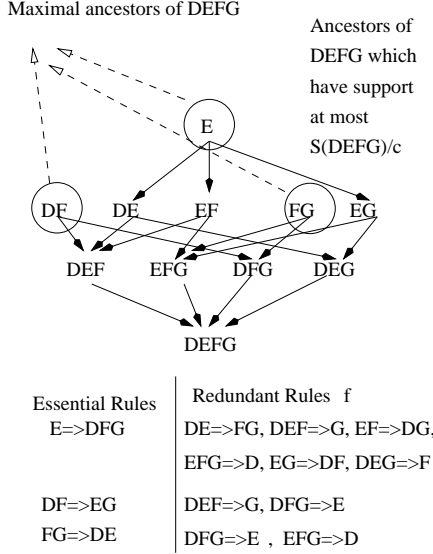 Maximal ancestors of DEFG
Ancestors of
DEFG which
have support
at most
S(DEFG)/c
E
DF DE EF FG EG
DEF EFG DFG DEG
DEFG
Essential Rules Redundant Rules f
E=>DFG DE=>FG, DEF=>G, EF=>DG,
EFG=>D, EG=>DF, DEG=>F
DF=>EG DEF=>G, DFG=>E
FG=>DE DFG=>E , EFG=>D